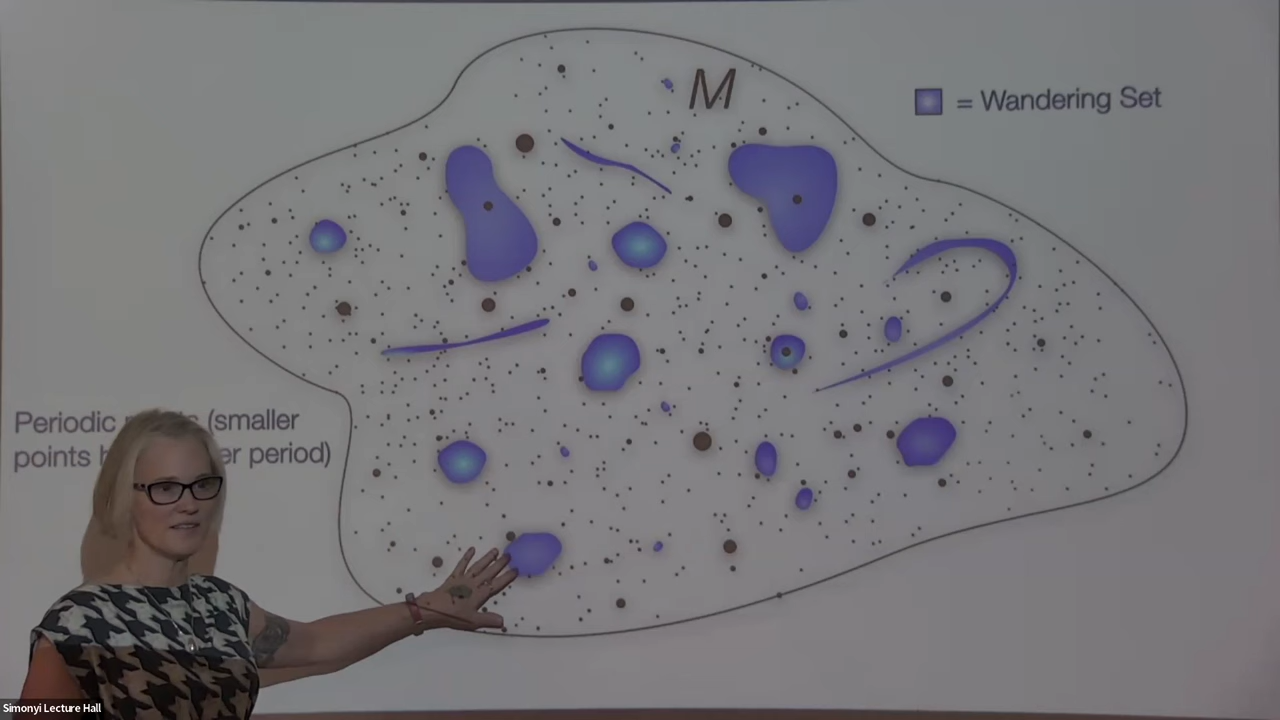 M
= Wandering Set
Periodic (smaller
points period)
Simonyi Lecture Hall